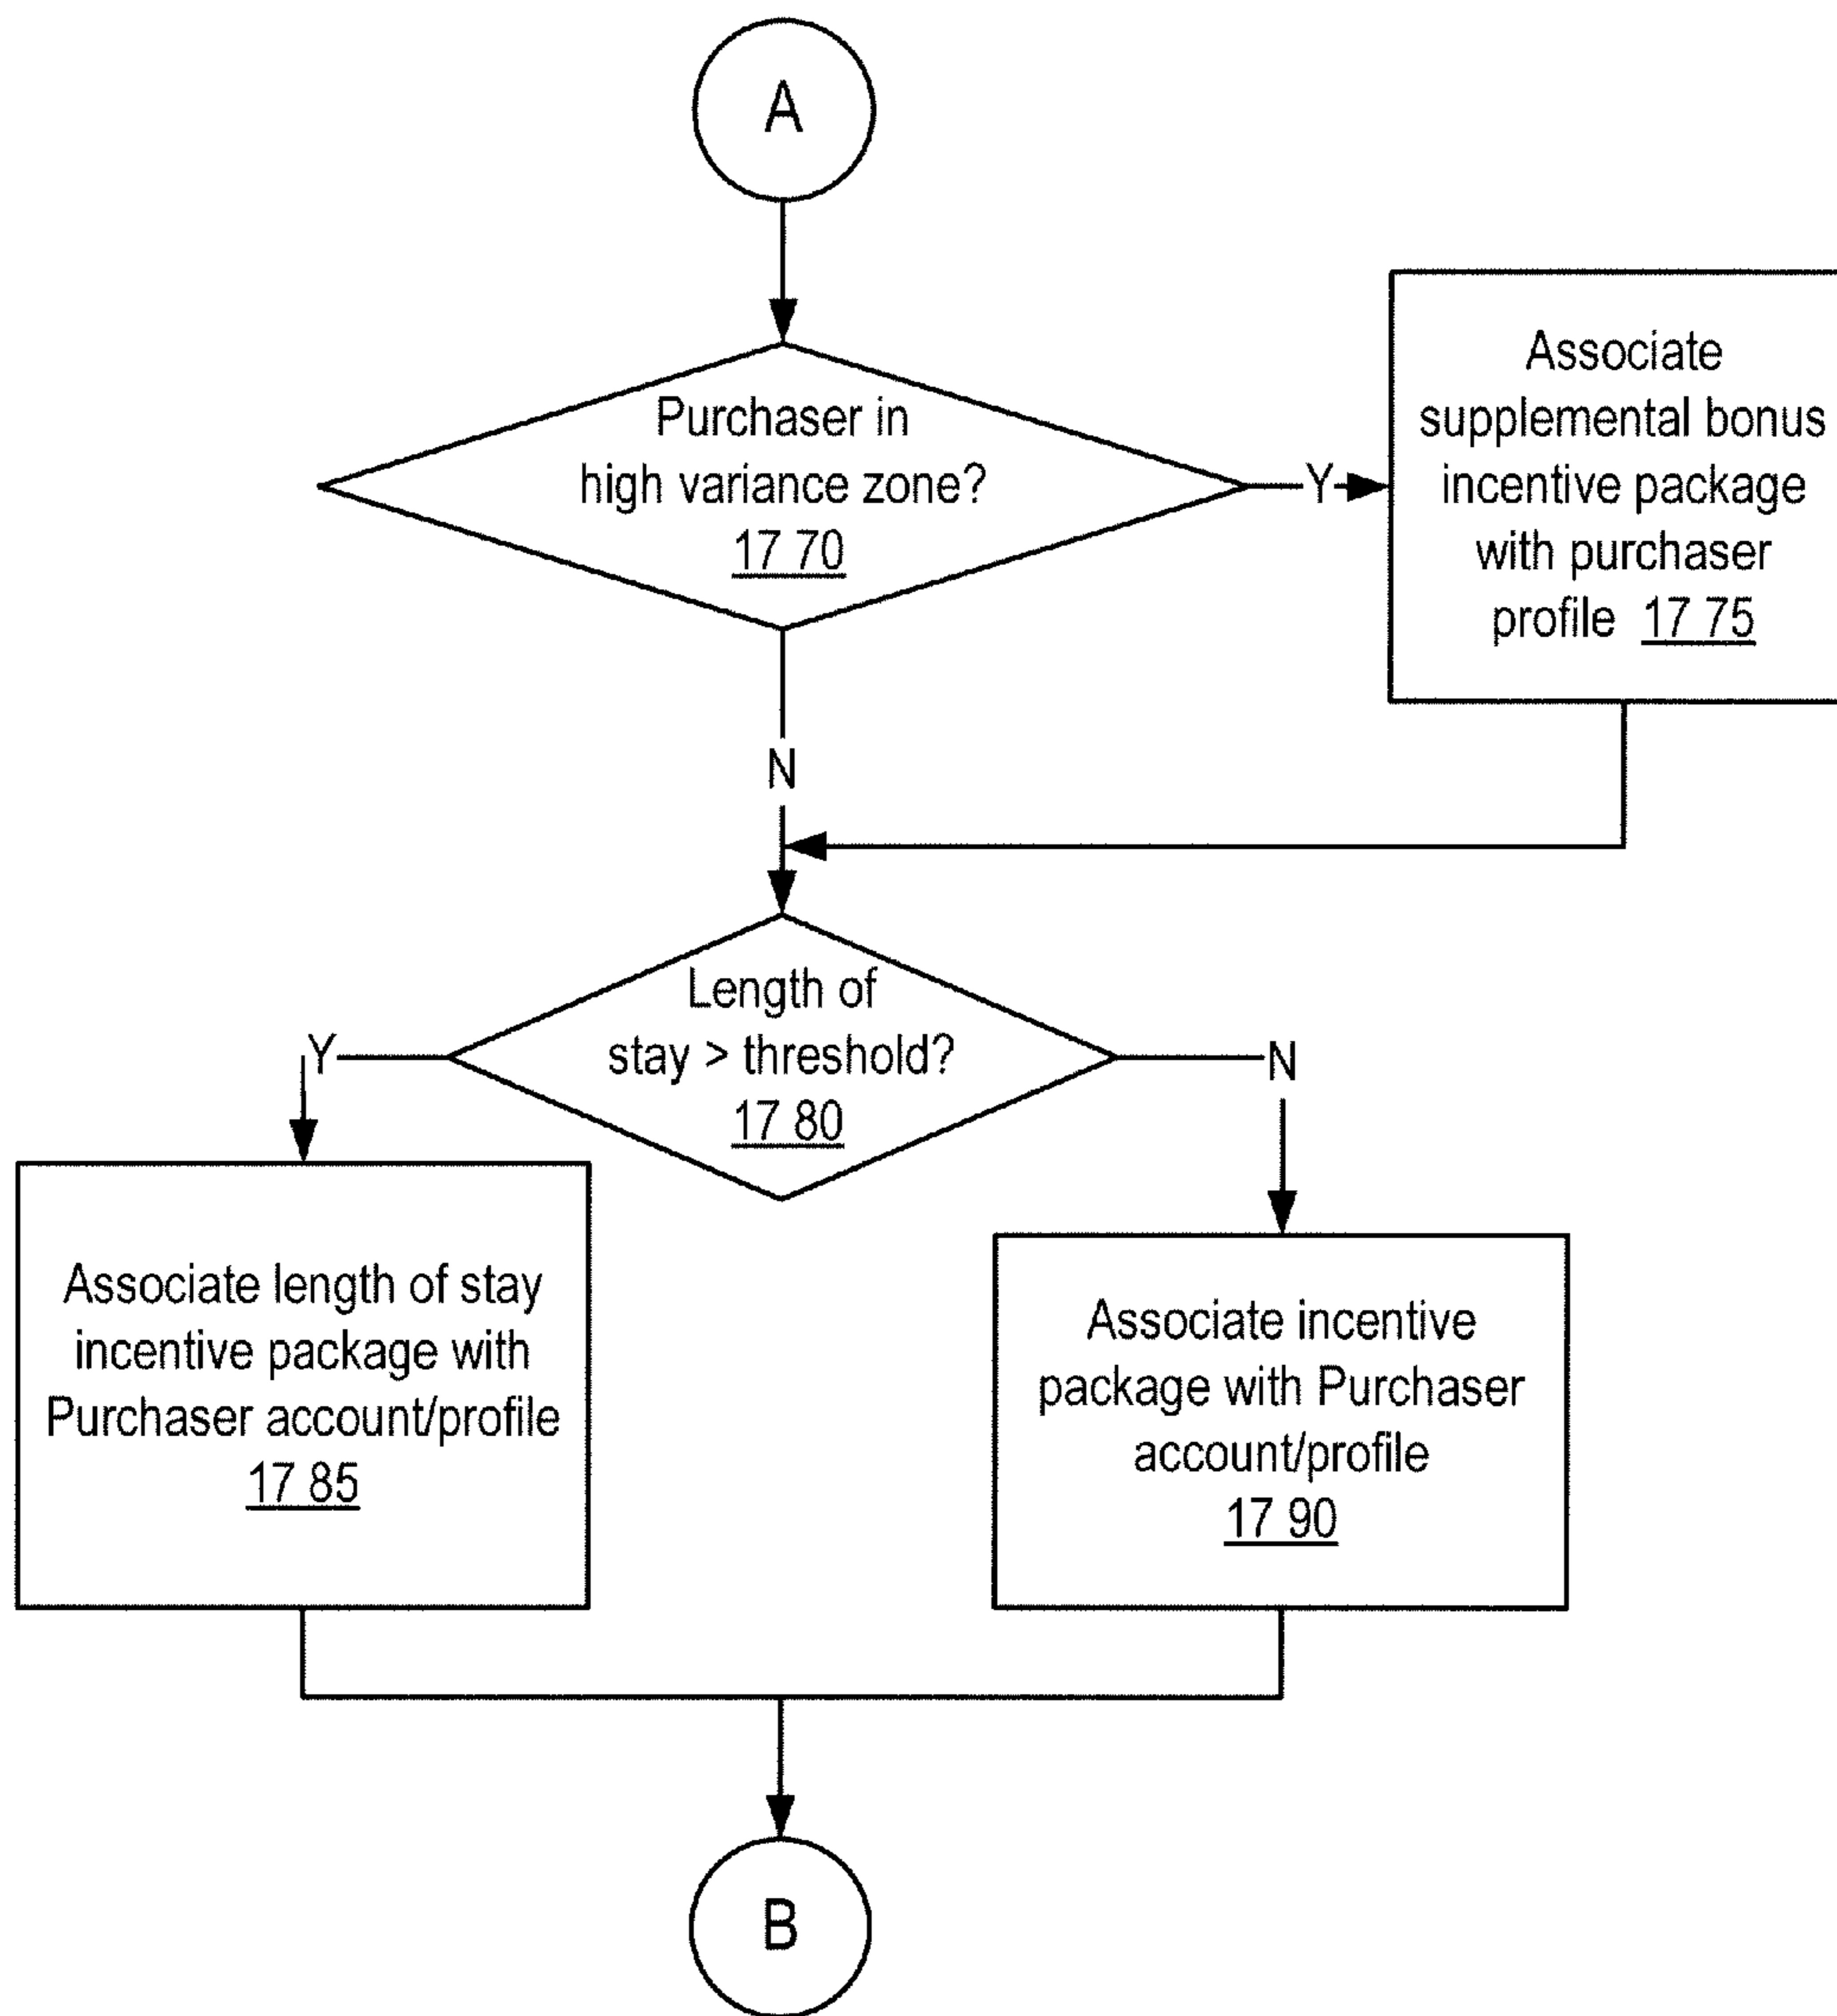 A
Purchaser in
high variance zone?
17 70
Y
Associate
supplemental bonus
incentive package
with purchaser
profile 17 75
N
Length of
stay > threshold?
17 80
Y
N
Associate length of stay
incentive package with
Purchaser account/profile
17 85
Associate incentive
package with Purchaser
account/profile
17 90
B